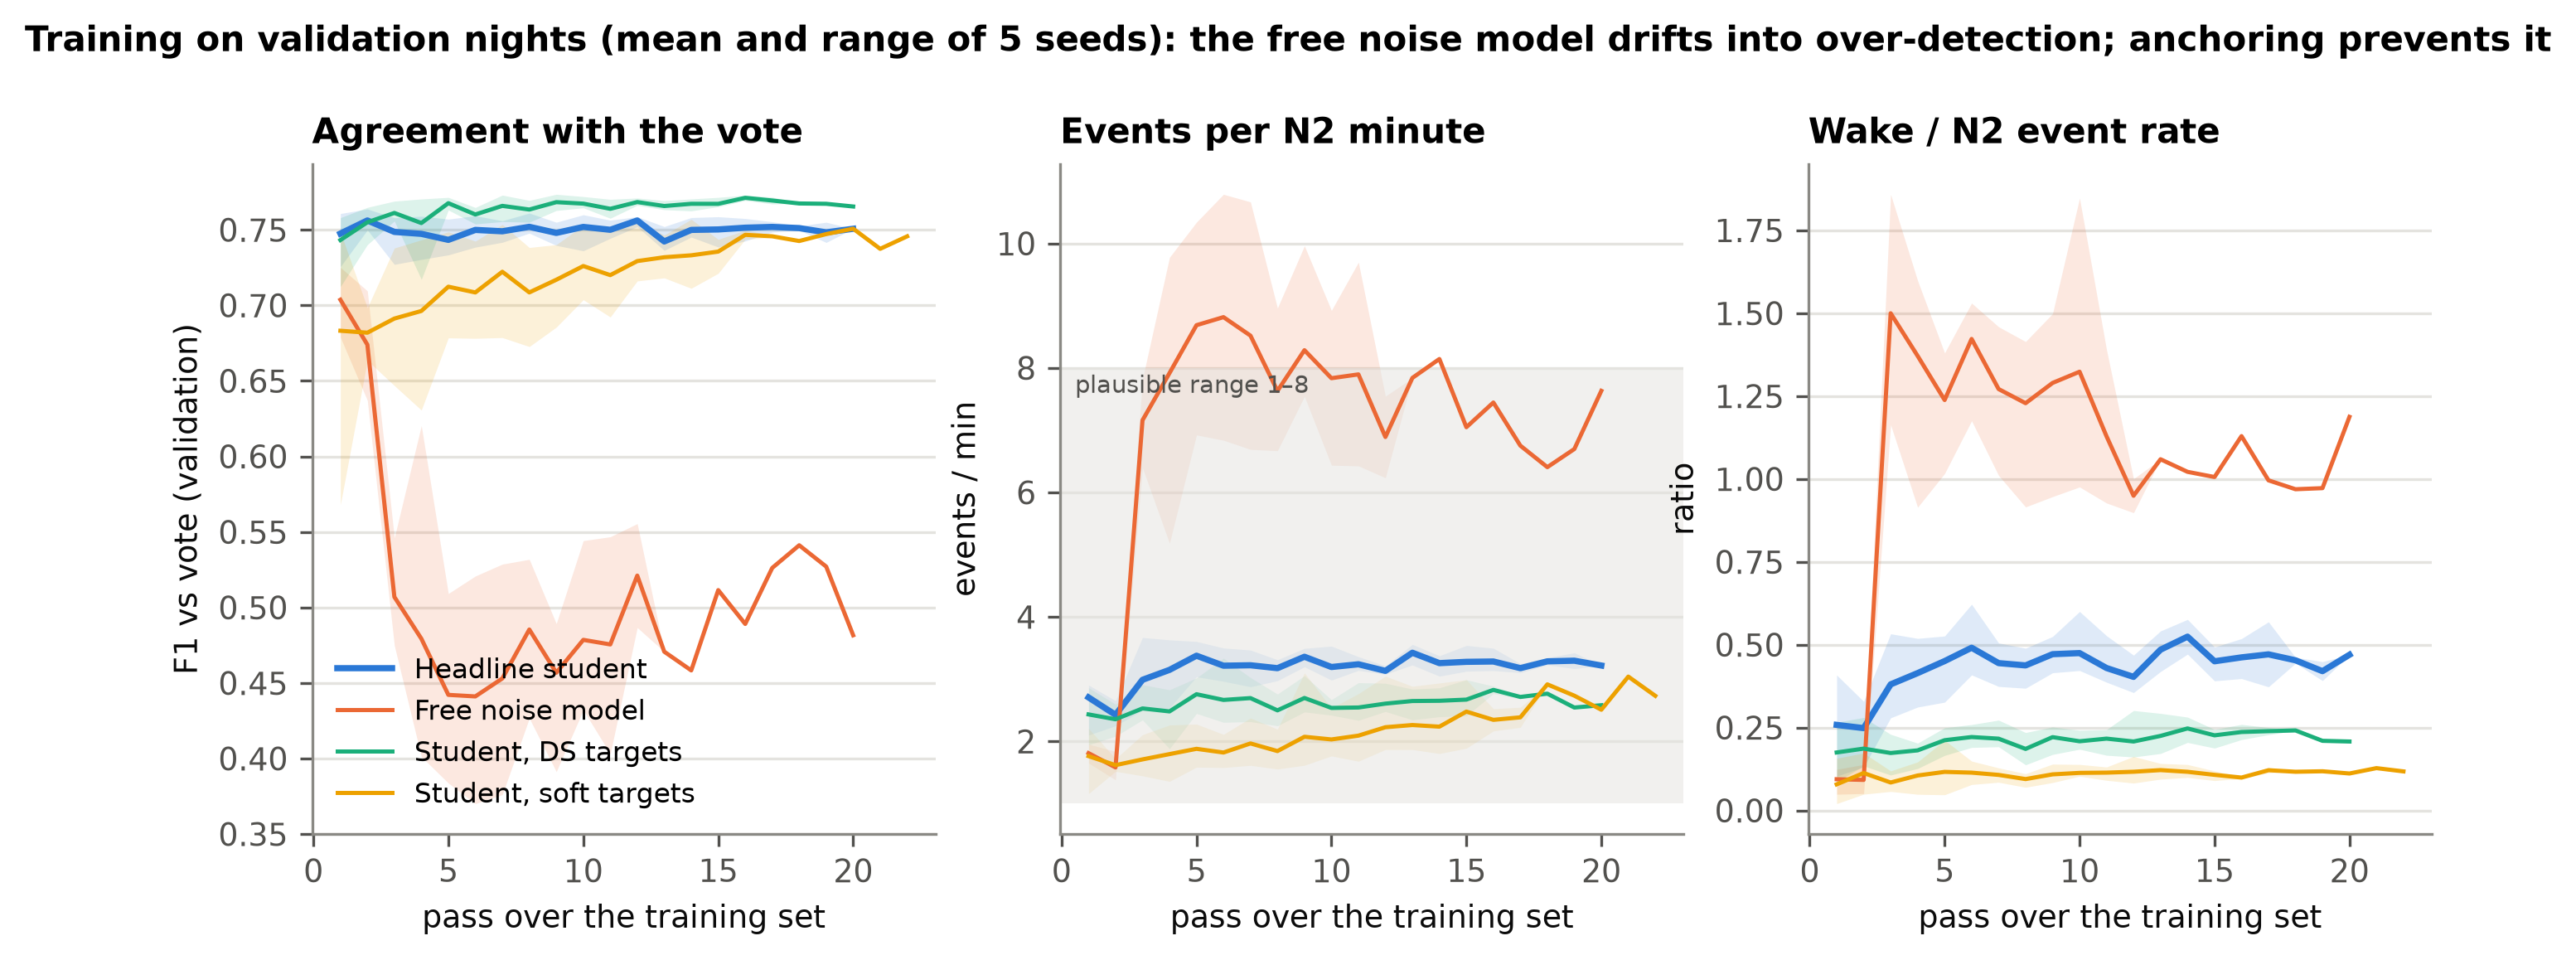 Training on validation nights (mean and range of 5 seeds): the free noise model drifts into over-detection; anchoring prevents it
Agreement with the vote
F1 vs vote (validation)
0.75
0.70
0.65
0.60
0.55
0.50
0.45
0.40
0.35
Headline student
Free noise model
Student, DS targets
Student, soft targets
0 5 10 15 20
pass over the training set
Events per N2 minute
events / min
10
8
6
4
2
plausible range 1–8
0 5 10 15 20
pass over the training set
Wake / N2 event rate
ratio
1.75
1.50
1.25
1.00
0.75
0.50
0.25
0.00
0 5 10 15 20
pass over the training set